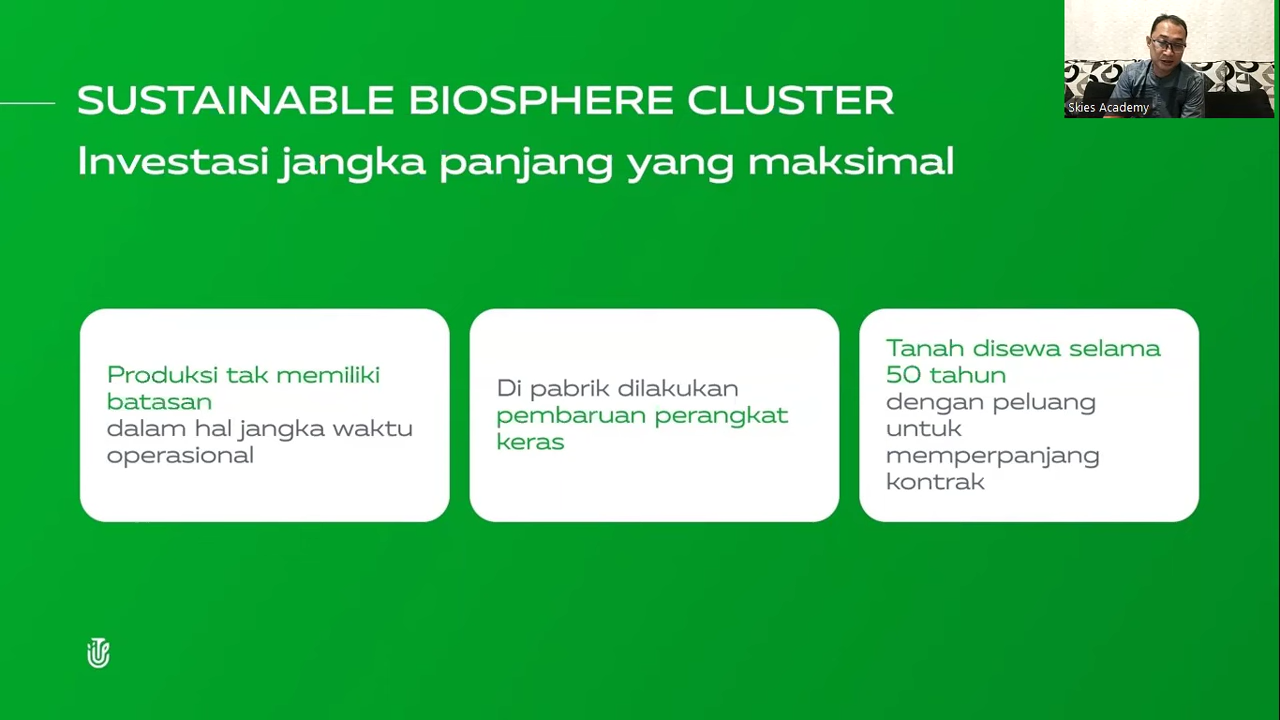 SUSTAINABLE BIOSPHERE CLUSTER
Investasi jangka panjang yang maksimal
Skies Academy
Produksi tak memiliki
batasan
dalam hal jangka waktu
operasional
Di pabrik dilakukan
pembaruan perangkat
keras
Tanah disewa selama
50 tahun
dengan peluang
untuk
memperpanjang
kontrak